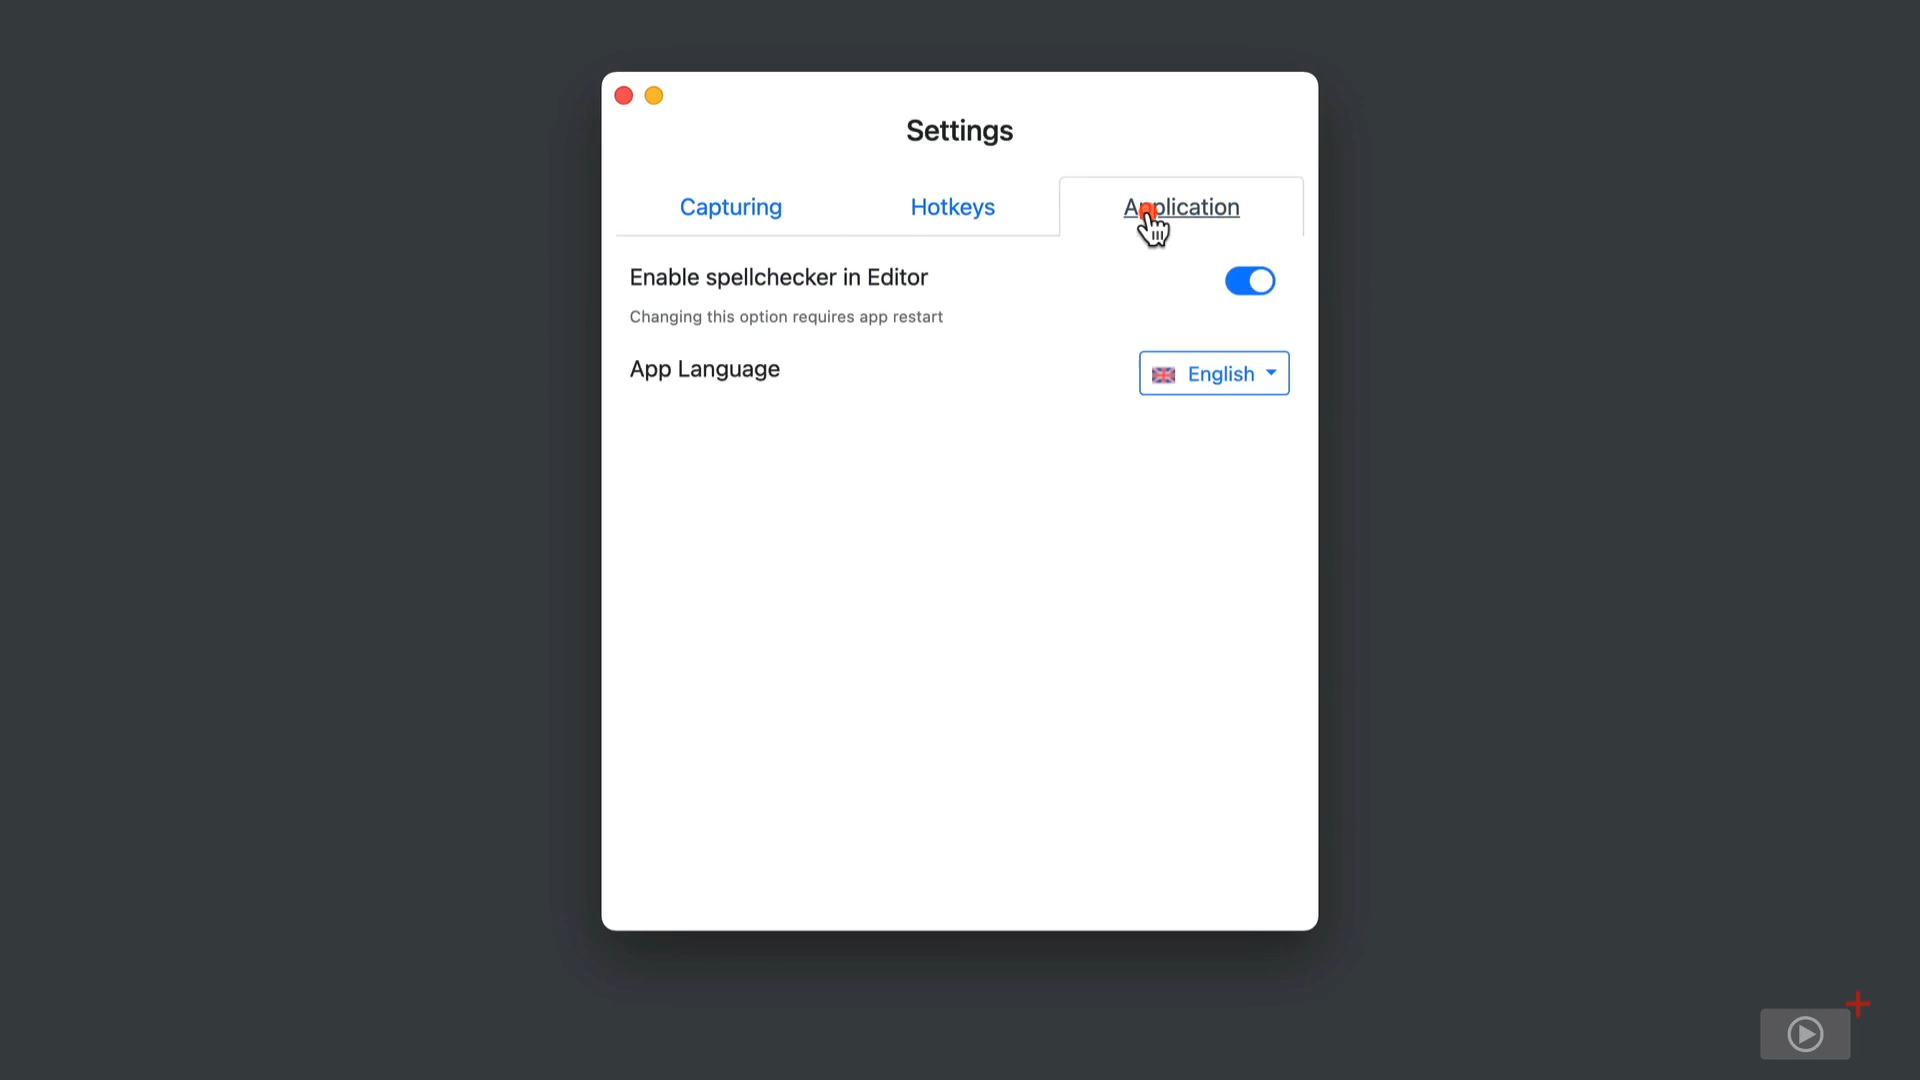 Settings
Capturing
Hotkeys
Application
Enable spellchecker in Editor
Changing this option requires app restart
App Language
English